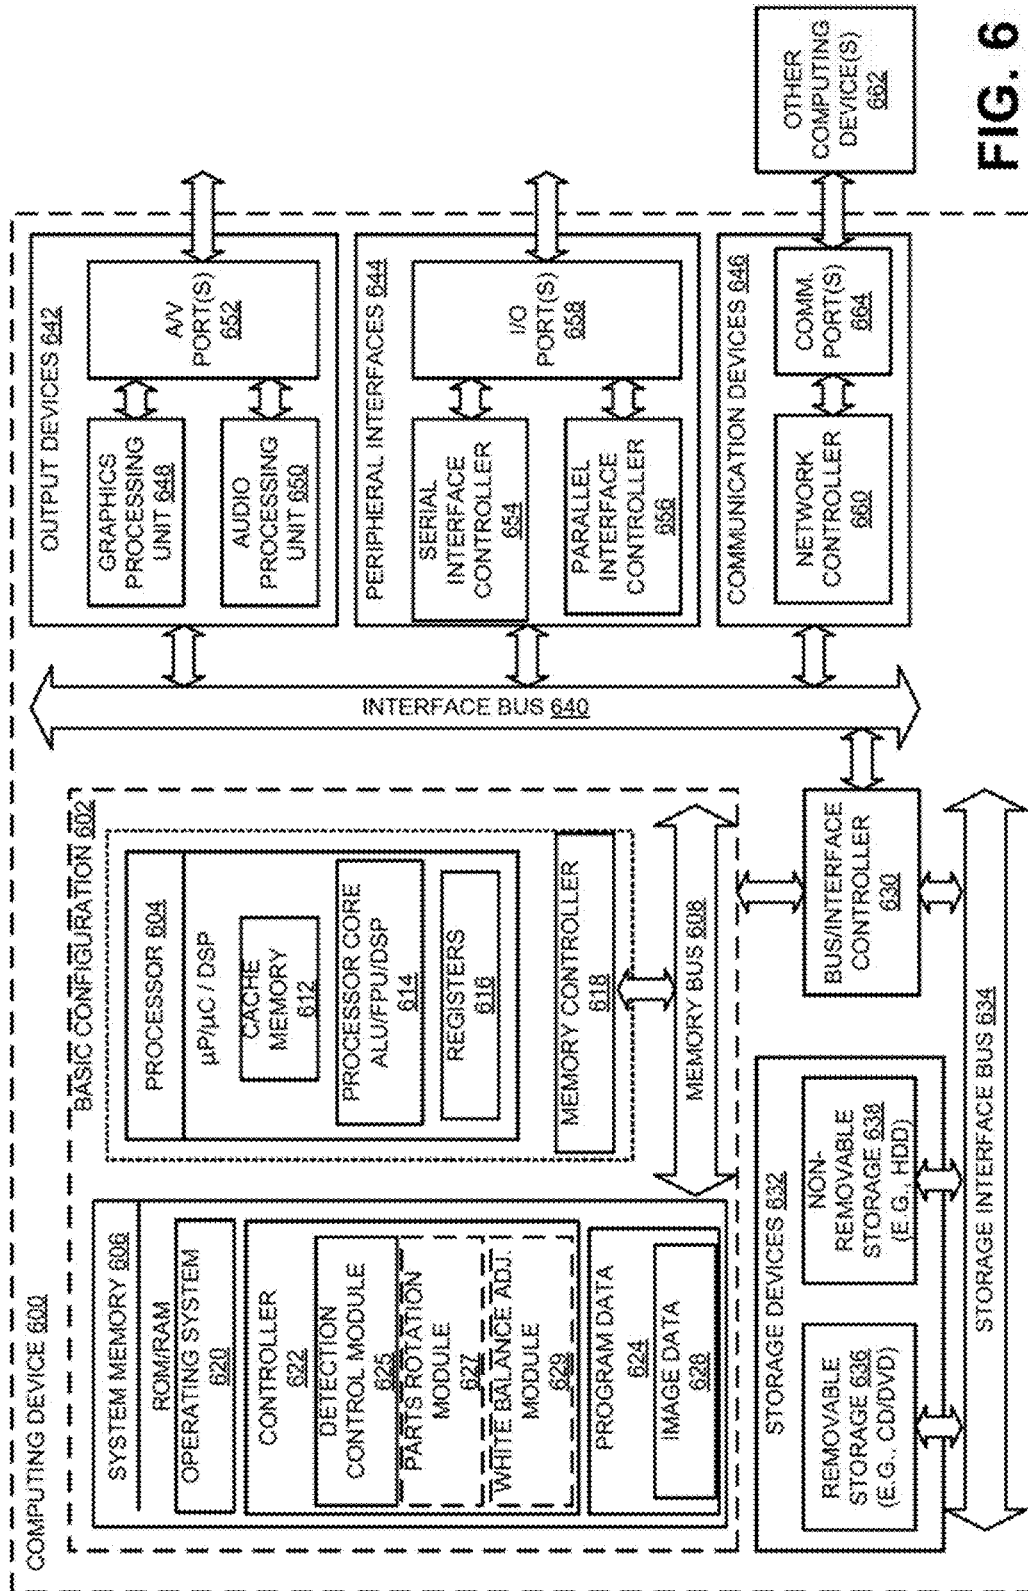 COMPUTING DEVICE 600
BASIC CONFIGURATION 602
SYSTEM MEMORY 606
ROM/RAM
OPERATING SYSTEM
620
CONTROLLER
622
DETECTION
CONTROL MODULE
625
PARTS ROTATION
MODULE
627
WHITE BALANCE ADJ.
MODULE
629
PROGRAM DATA
624
IMAGE DATA
628
PROCESSOR 604
µP/µC / DSP
CACHE
MEMORY
612
PROCESSOR CORE
ALU/FPU/DSP
614
REGISTERS
616
MEMORY CONTROLLER
618
MEMORY BUS 608
STORAGE DEVICES 632
REMOVABLE
STORAGE 636
(E.G., CD/DVD)
NON-
REMOVABLE
STORAGE 638
(E.G., HDD)
BUS/INTERFACE
CONTROLLER
630
STORAGE INTERFACE BUS 634
INTERFACE BUS 640
OUTPUT DEVICES 642
GRAPHICS
PROCESSING
UNIT 648
AUDIO
PROCESSING
UNIT 650
A/V
PORT(S)
652
PERIPHERAL INTERFACES 644
SERIAL
INTERFACE
CONTROLLER
654
PARALLEL
INTERFACE
CONTROLLER
656
I/O
PORT(S)
658
COMMUNICATION DEVICES 646
NETWORK
CONTROLLER
660
COMM.
PORT(S)
664
OTHER
COMPUTING
DEVICE(S)
662
FIG. 6